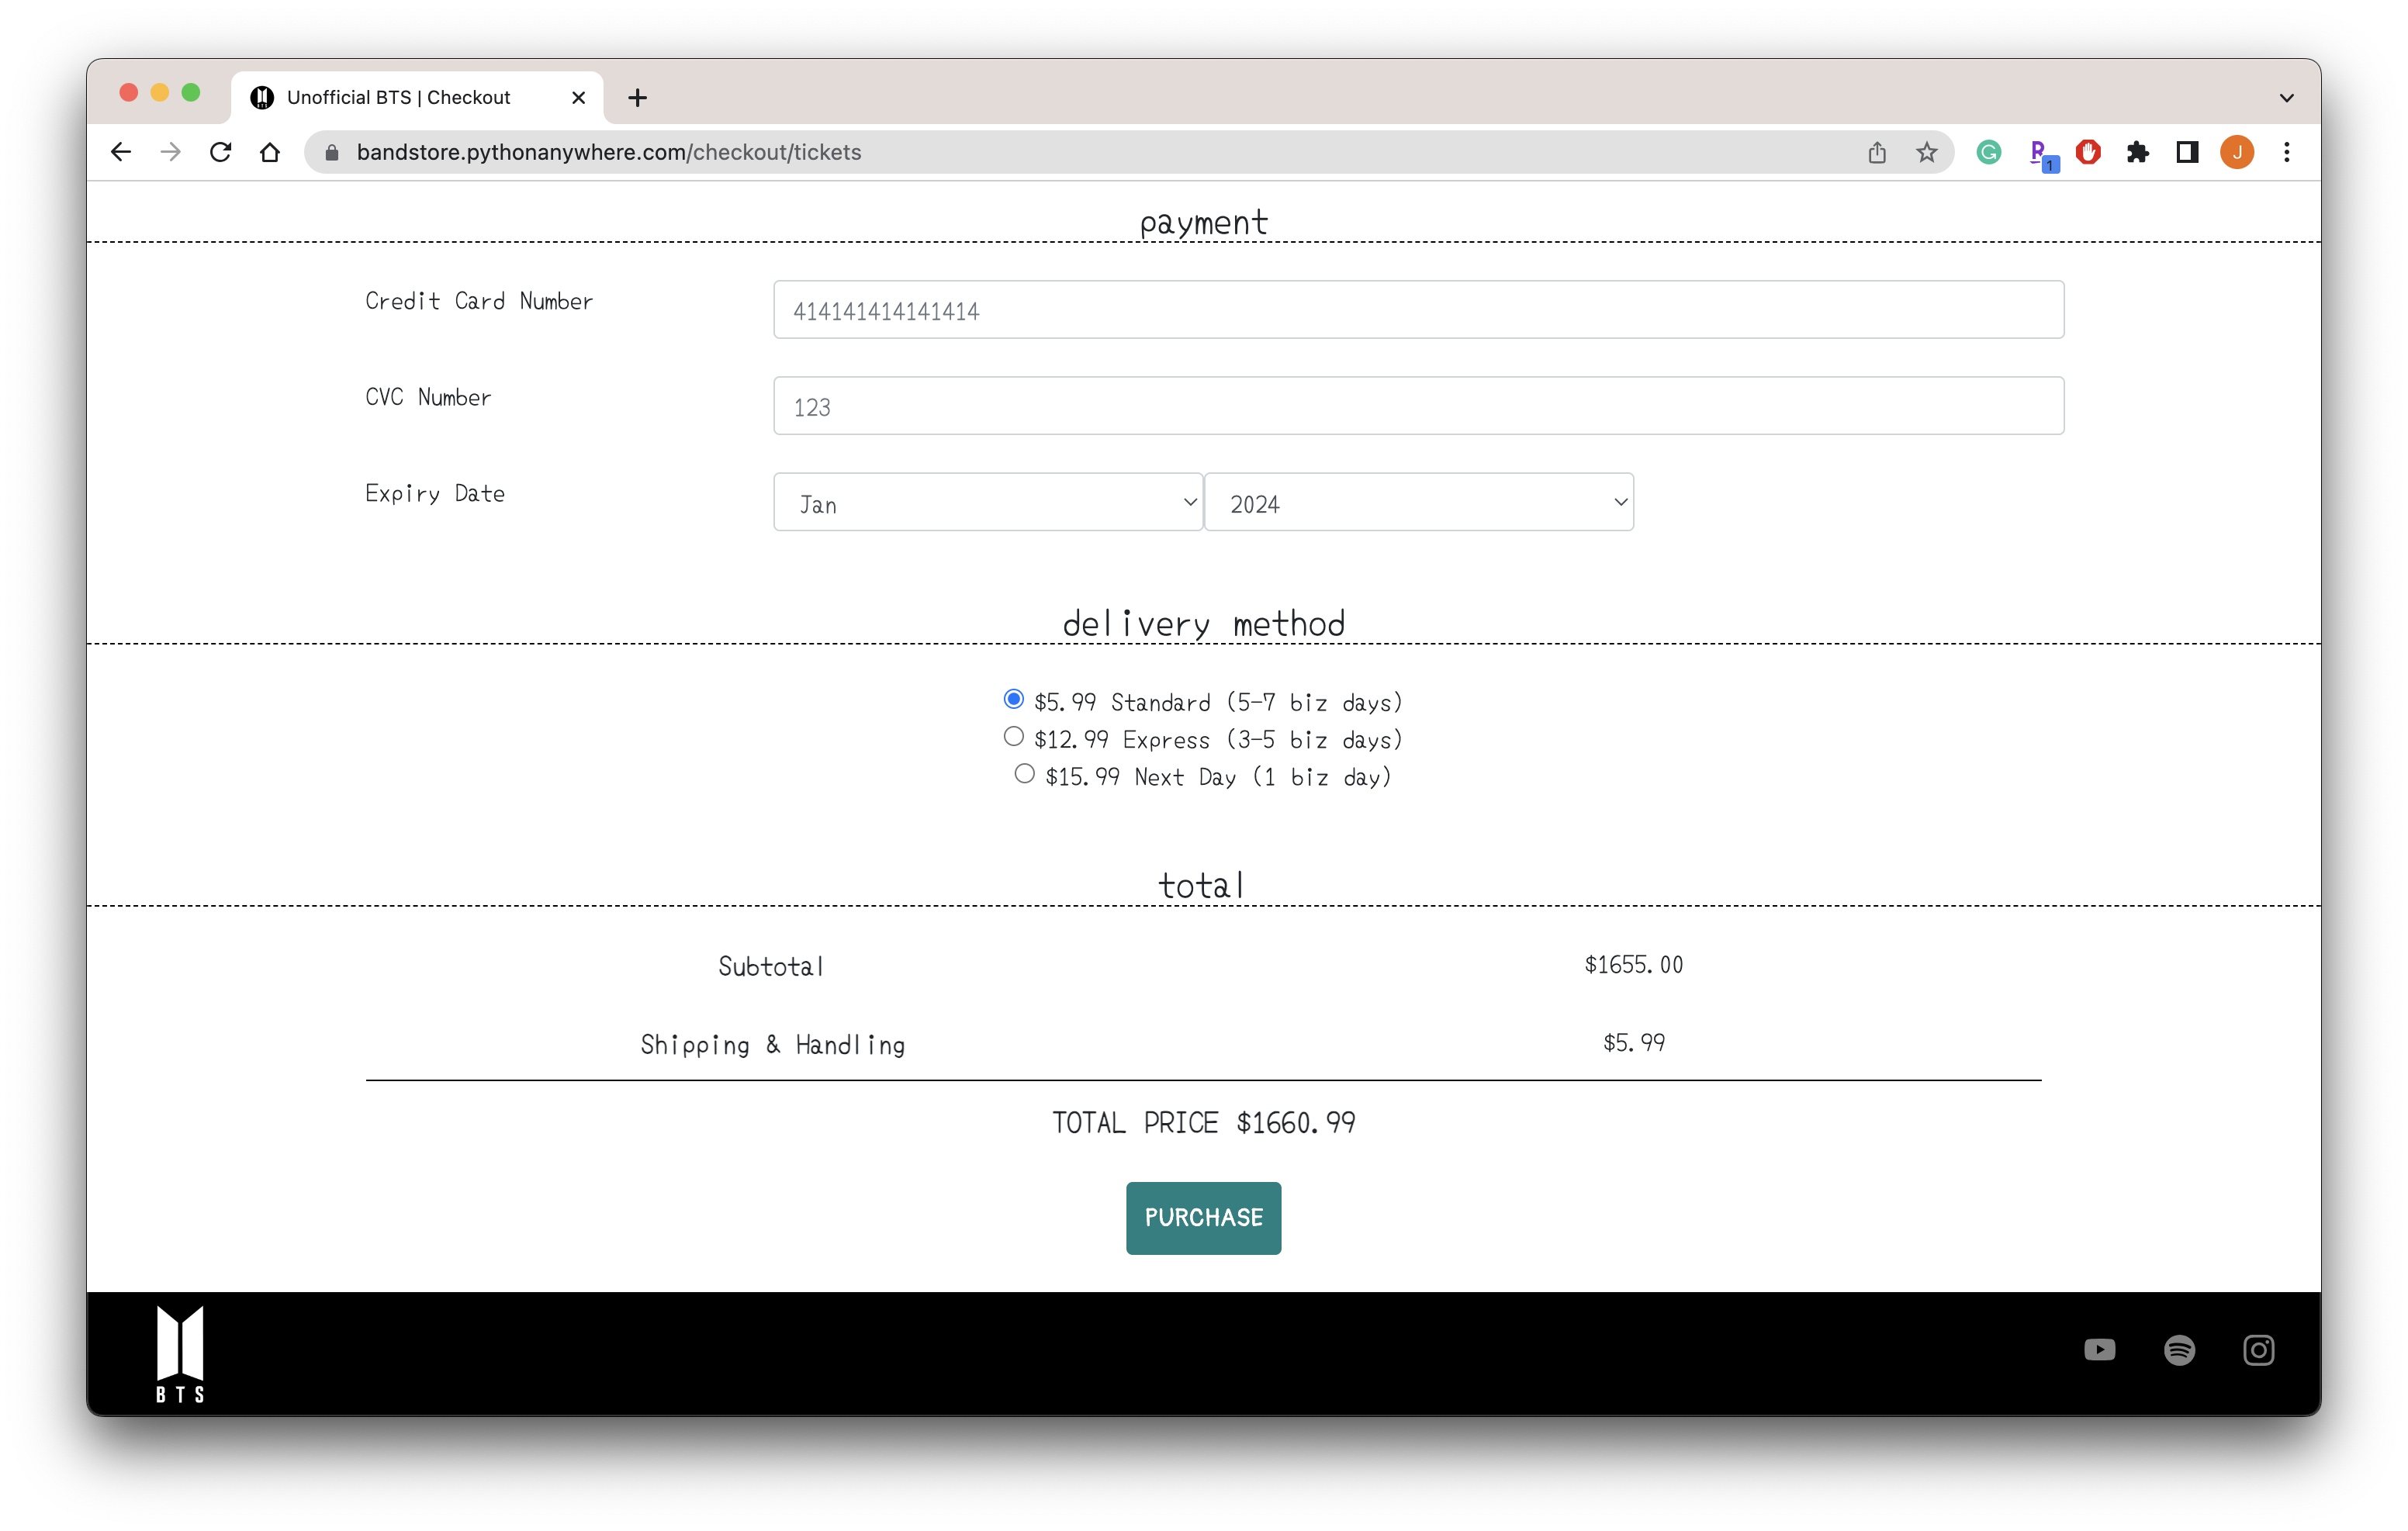 Unofficial BTS | Checkout
bandstore.pythonanywhere.com/checkout/tickets
1
J
payment
Credit Card Number
414141414141414
CVC Number
123
Expiry Date
Jan
2024
delivery method
$5.99 Standard (5-7 biz days)
$12.99 Express (3-5 biz days)
$15.99 Next Day (1 biz day)
total
Subtotal
$1655.00
Shipping & Handling
$5.99
TOTAL PRICE $1660.99
PURCHASE
BTS